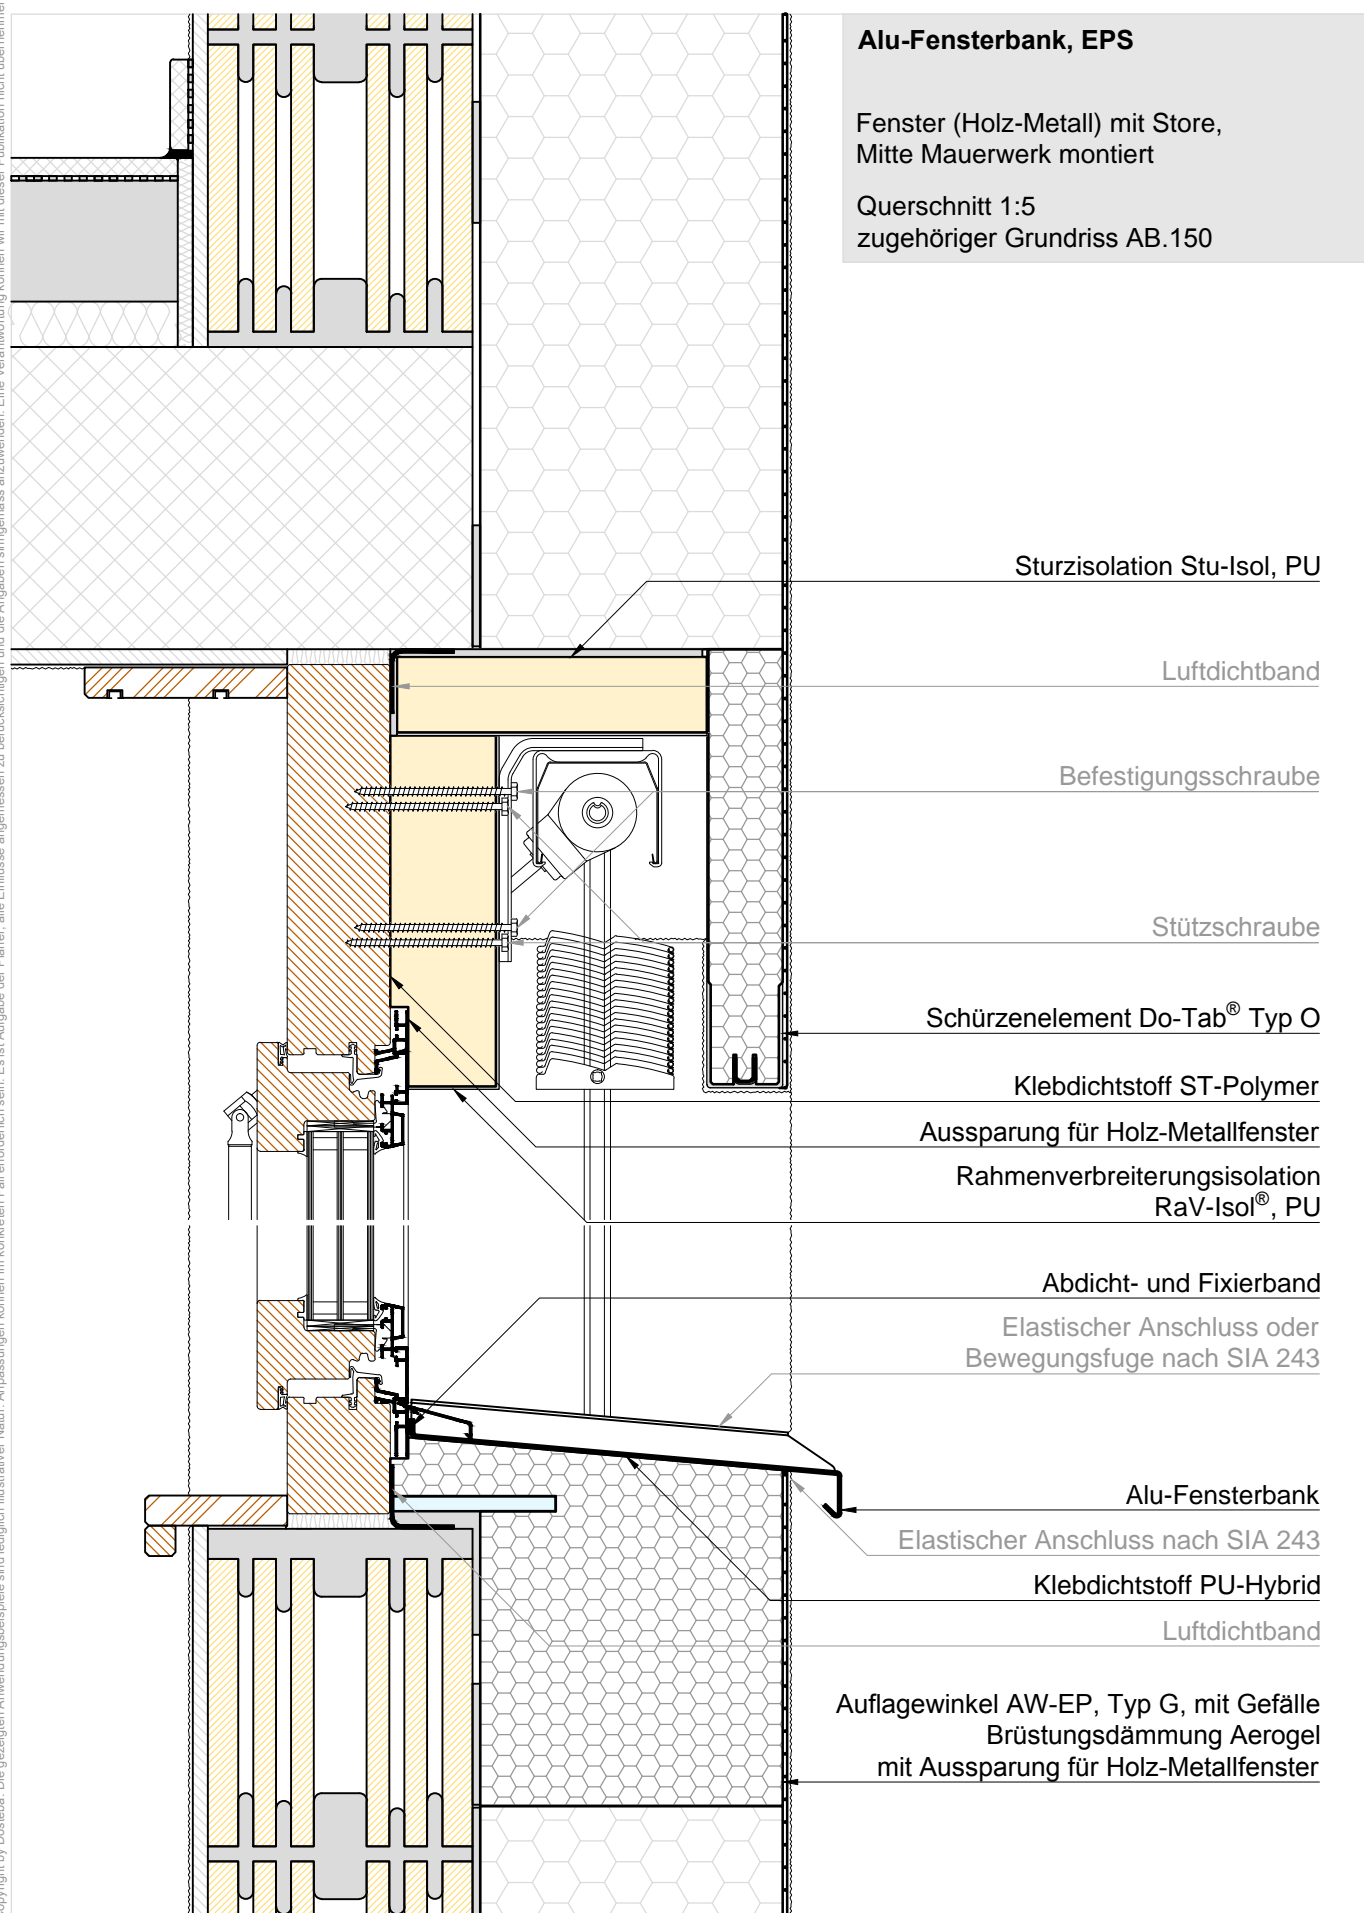 Alu-Fensterbank, EPS
Fenster (Holz-Metall) mit Store,
Mitte Mauerwerk montiert
Querschnitt 1:5
zugehöriger Grundriss AB.150
Sturzisolation Stu-Isol, PU
Luftdichtband
Befestigungsschraube
Stützschraube
Schürzenelement Do-Tab® Typ O
Klebdichtstoff ST-Polymer
Aussparung für Holz-Metallfenster
Rahmenverbreiterungsisolation
RaV-Isol®, PU
Abdicht- und Fixierband
Elastischer Anschluss oder
Bewegungsfuge nach SIA 243
Alu-Fensterbank
Elastischer Anschluss nach SIA 243
Klebdichtstoff PU-Hybrid
Luftdichtband
Auflagewinkel AW-EP, Typ G, mit Gefälle
Brüstungsdämmung Aerogel
mit Aussparung für Holz-Metallfenster